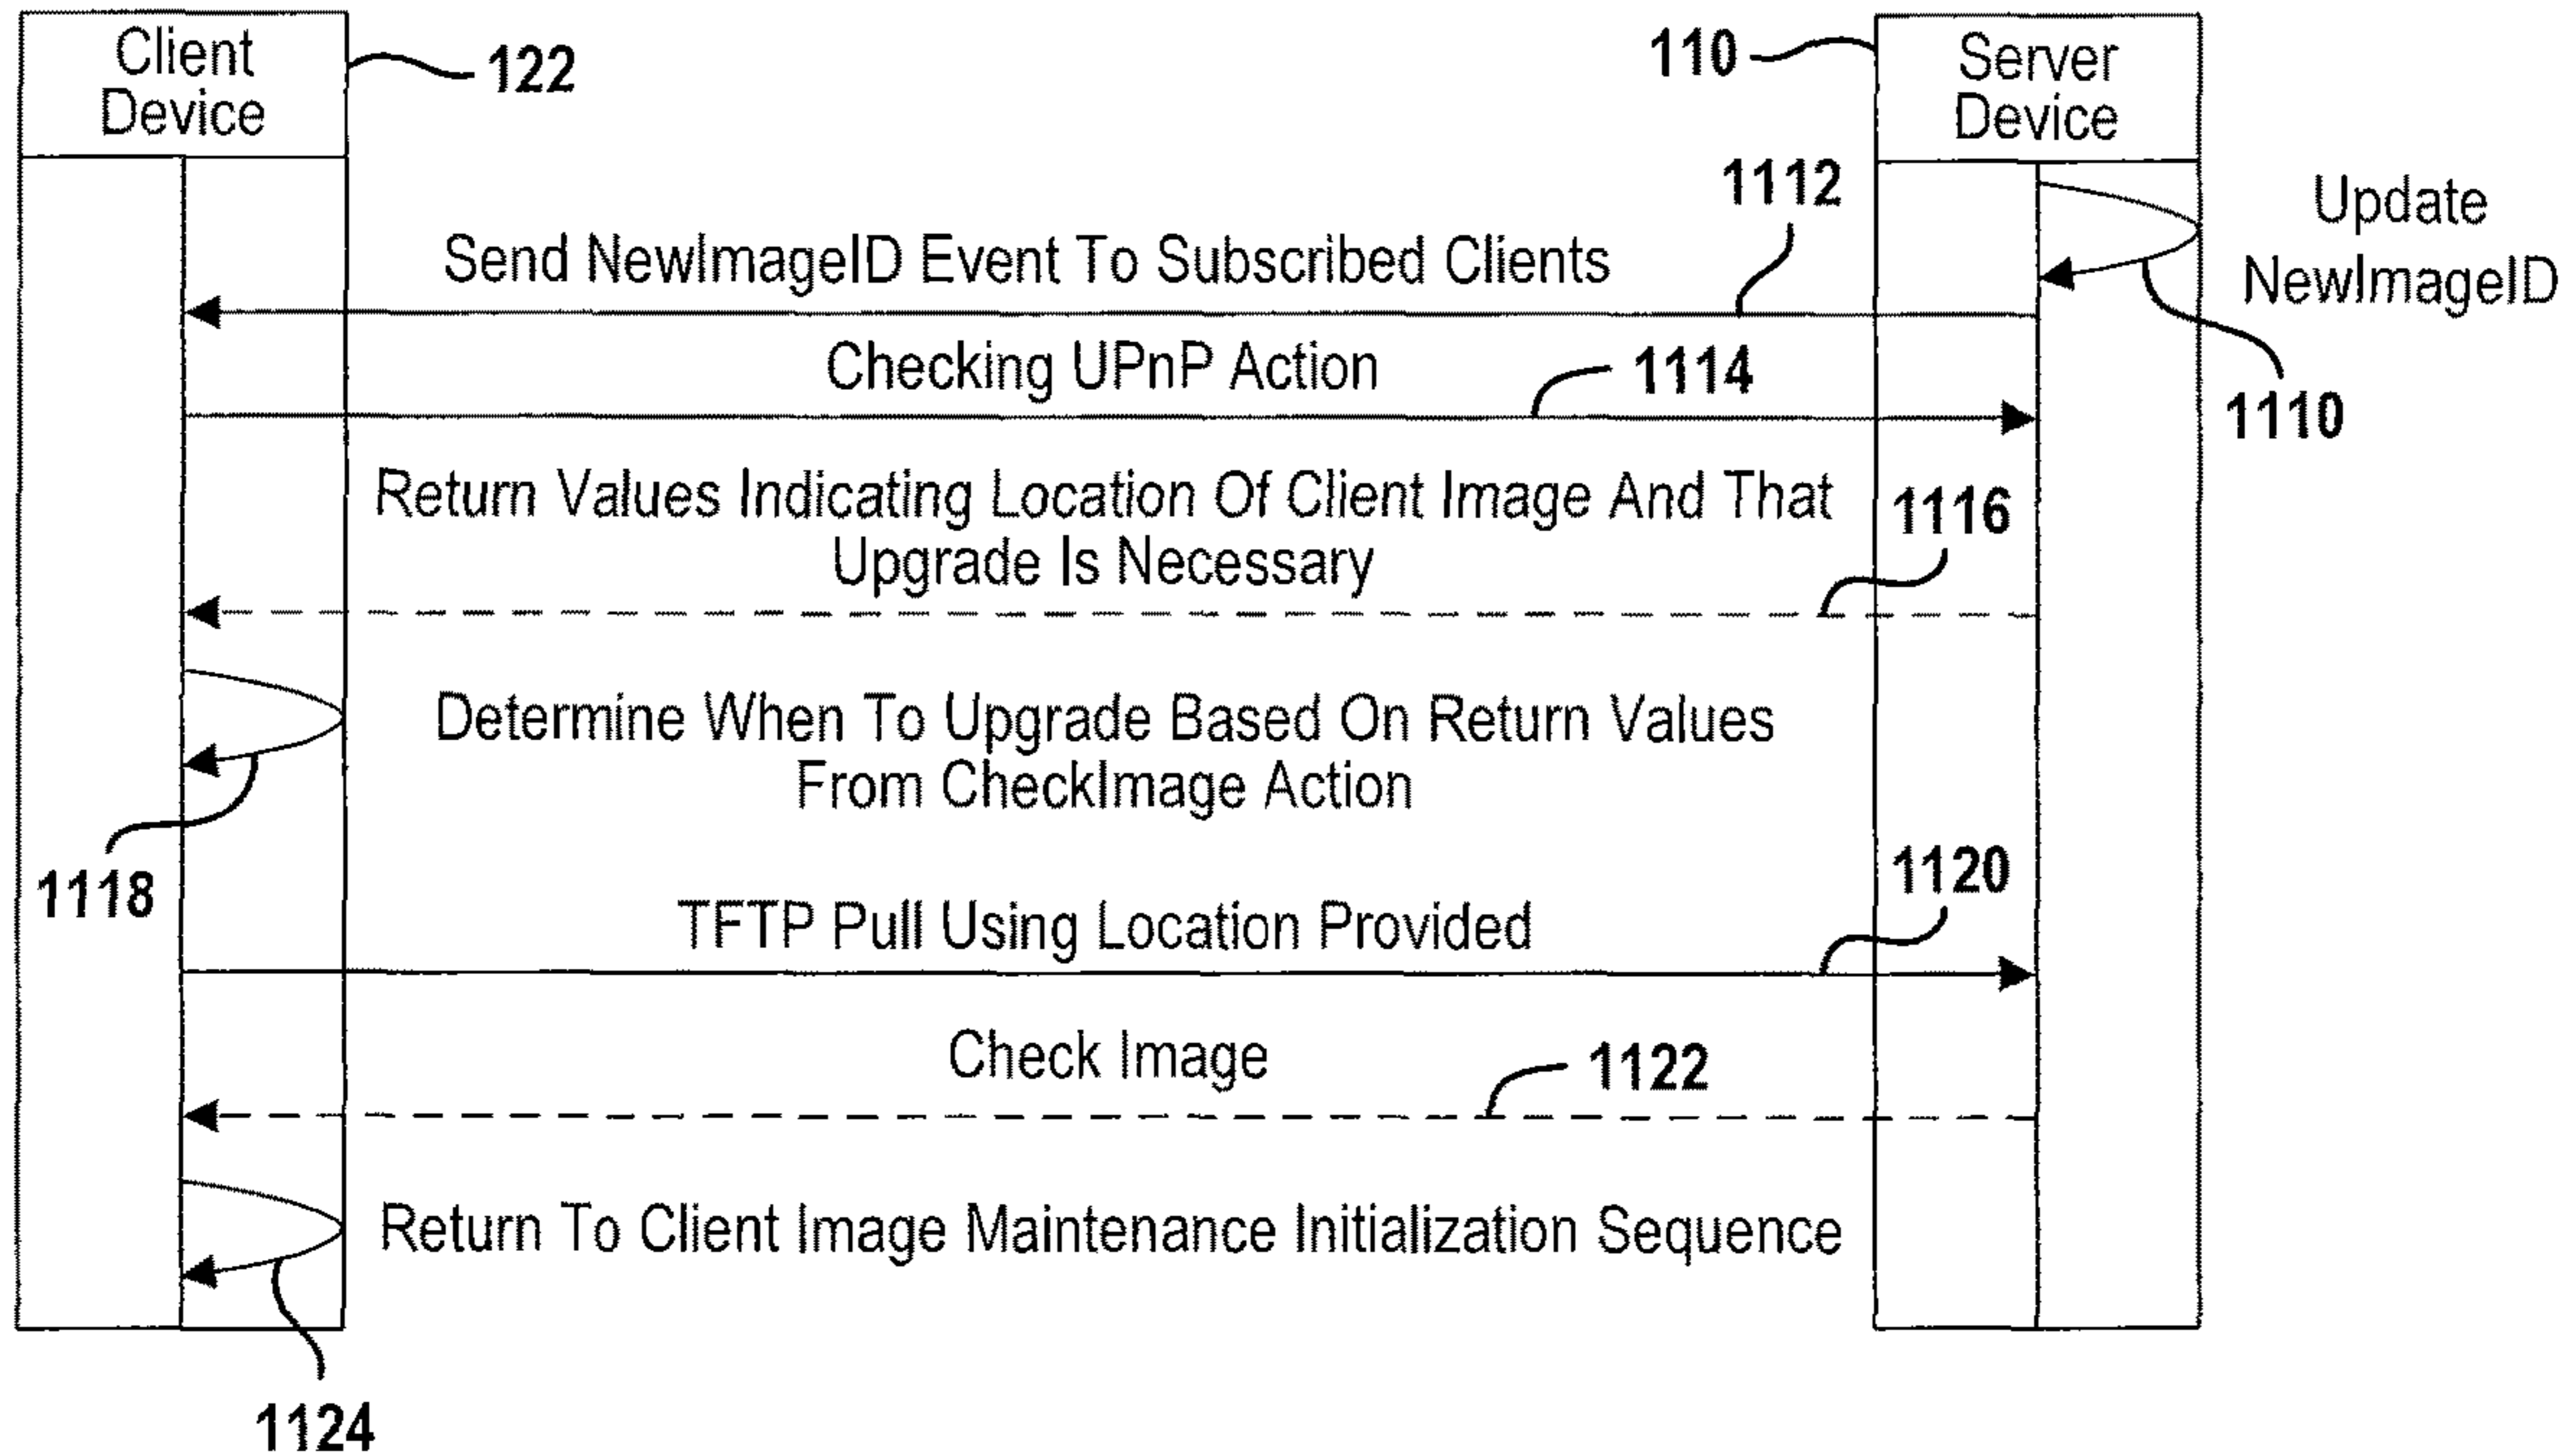 Client
Device
122
110
Server
Device
1112
Update
NewImageID
Send NewImageID Event To Subscribed Clients
Checking UPnP Action
1114
1110
Return Values Indicating Location Of Client Image And That
Upgrade Is Necessary
1116
Determine When To Upgrade Based On Return Values
From CheckImage Action
1118
1120
TFTP Pull Using Location Provided
Check Image
1122
Return To Client Image Maintenance Initialization Sequence
1124